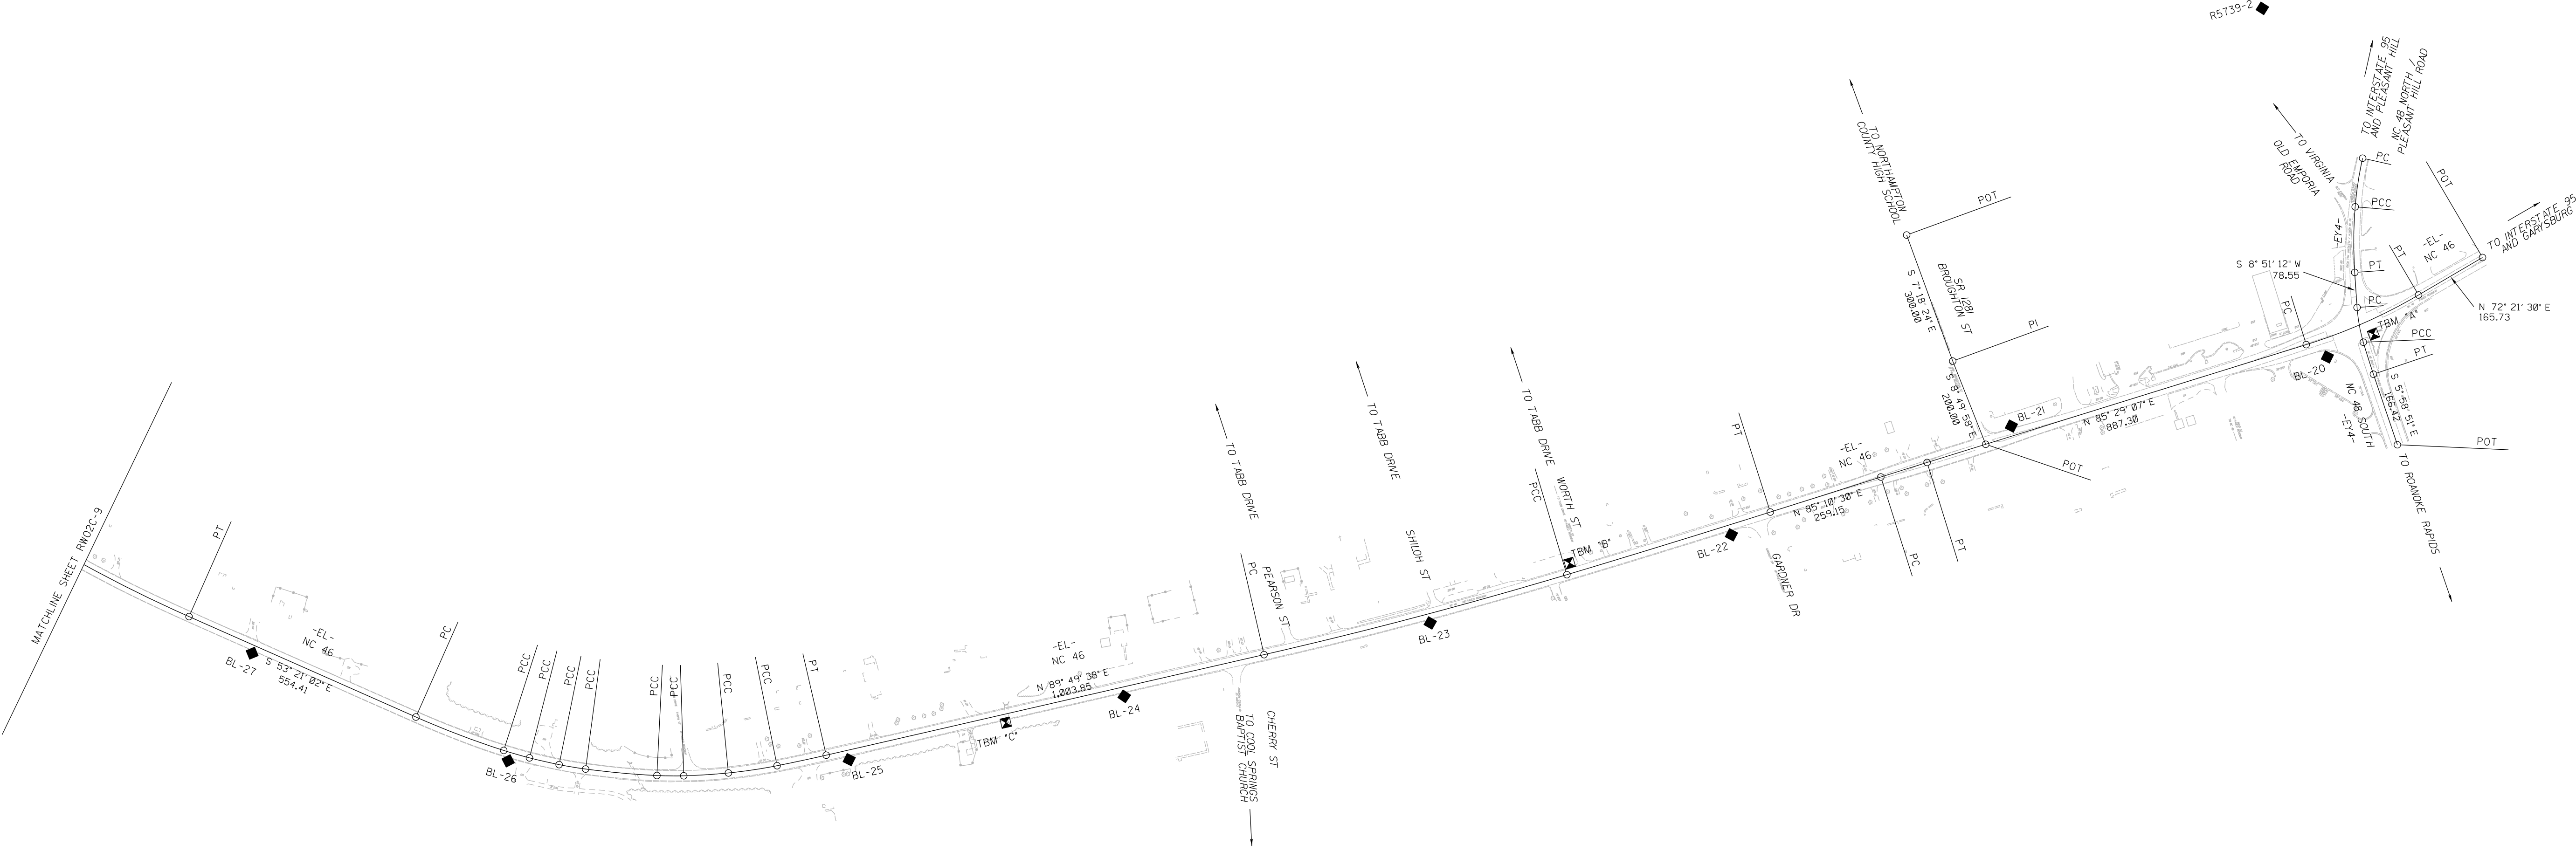 MATCHLINE SHEET RW02C-9
PT
-EL-
NC 46
BL-27
S 53° 21' 02" E
554.41
PC
PCC
PCC
PCC
PCC
BL-26
PCC
PCC
PCC
PCC
PT
BL-25
TBM "C"
-EL-
NC 46
N 89° 49' 38" E
1,003.85
BL-24
TO TABB DRIVE
PC
PEARSON ST
CHERRY ST
TO COOL SPRINGS
BAPTIST CHURCH
TO TABB DRIVE
SHILOH ST
BL-23
TO TABB DRIVE
WORTH ST
PCC
TBM "B"
BL-22
PT
GARDNER DR
N 85° 10' 30" E
259.15
-EL-
NC 46
PC
PT
TO NORTHAMPTON
COUNTY HIGH SCHOOL
POT
S 7° 18' 24" E
300.00
SR 1281
BROUGHTON ST
PI
S 8° 49' 58" E
200.00
BL-21
POT
N 85° 29' 07" E
887.30
R5739-2
TO INTERSTATE 95
AND PLEASANT HILL
NC 48 NORTH /
PLEASANT HILL ROAD
TO VIRGINIA
OLD EMPORIA
ROAD
PC
PCC
POT
-EY4-
PT
-EL-
NC 46
TO INTERSTATE 95
AND GARYSBURG
S 8° 51' 12" W
78.55
PT
PC
PC
N 72° 21' 30" E
165.73
TBM "A"
PCC
PT
BL-20
NC 48 SOUTH
-EY4-
S 5° 58' 51" E
166.42
POT
TO ROANOKE RAPIDS